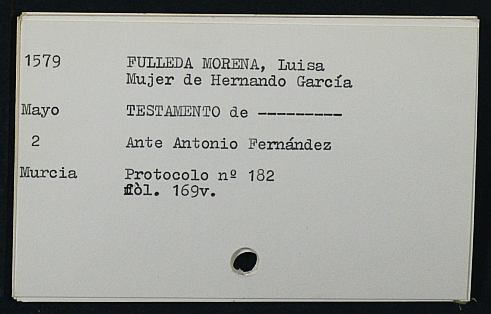 1579 FULLEDA MORENA, Luisa
Mujer de Hernando García
Mayo TESTAMENTO de ---------
2 Ante Antonio Fernández
Murcia Protocolo nº 182
fòl. 169v.